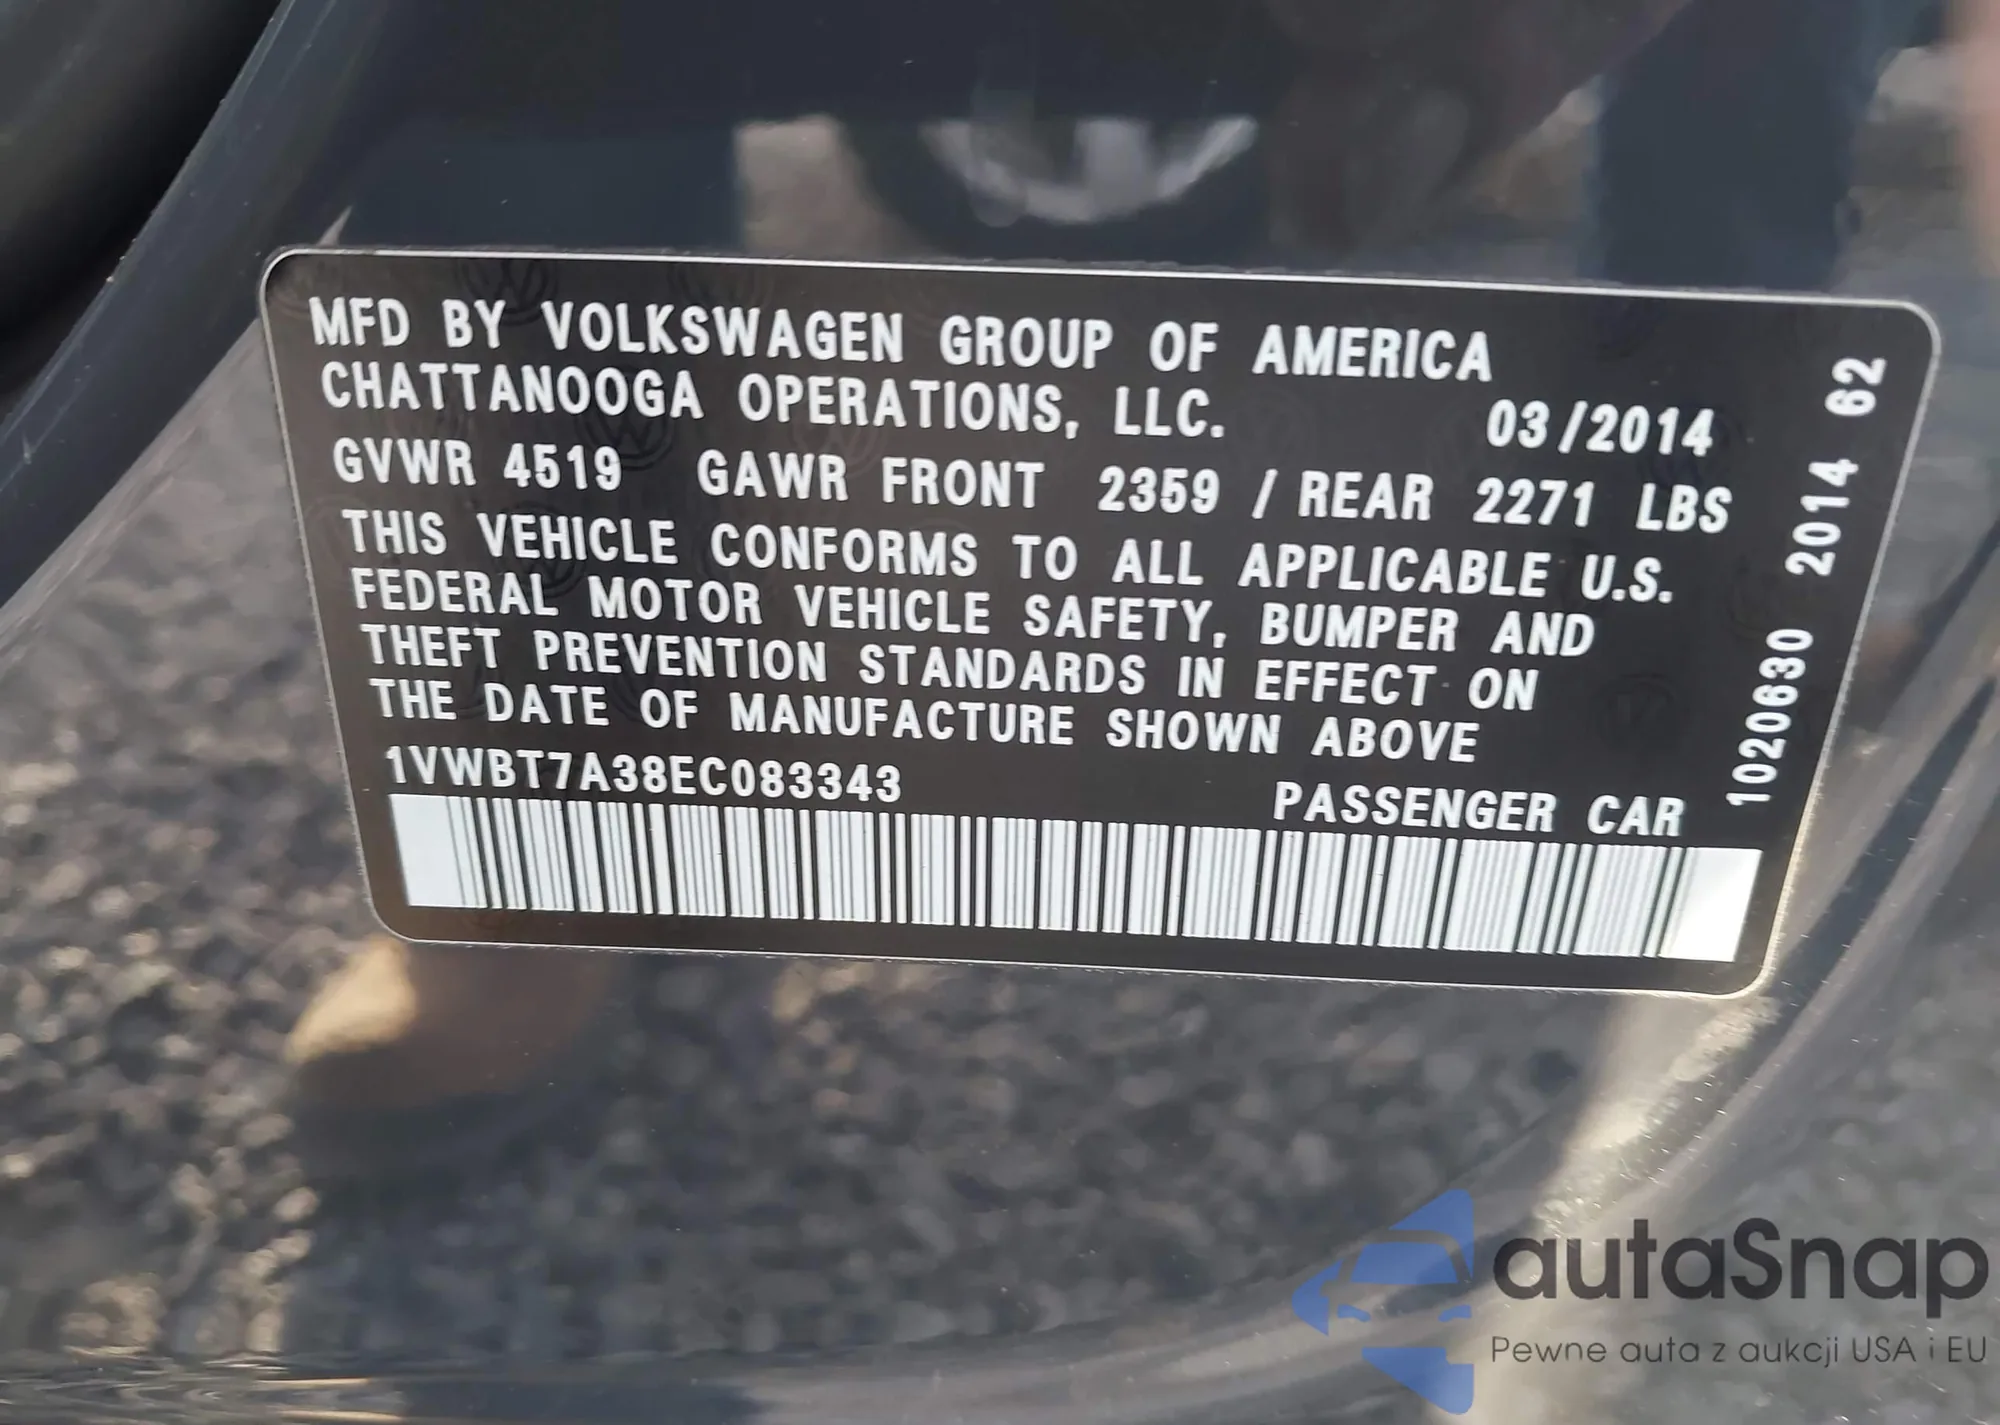 MFD BY VOLKSWAGEN GROUP OF AMERICA
CHATTANOOGA OPERATIONS, LLC. 03/2014
GVWR 4519 GAWR FRONT 2359 / REAR 2271 LBS
THIS VEHICLE CONFORMS TO ALL APPLICABLE U.S.
FEDERAL MOTOR VEHICLE SAFETY, BUMPER AND
THEFT PREVENTION STANDARDS IN EFFECT ON
THE DATE OF MANUFACTURE SHOWN ABOVE
1VWBT7A38EC083343 PASSENGER CAR
1020630 2014 62
autaSnap
Pewne auta z aukcji USA i EU